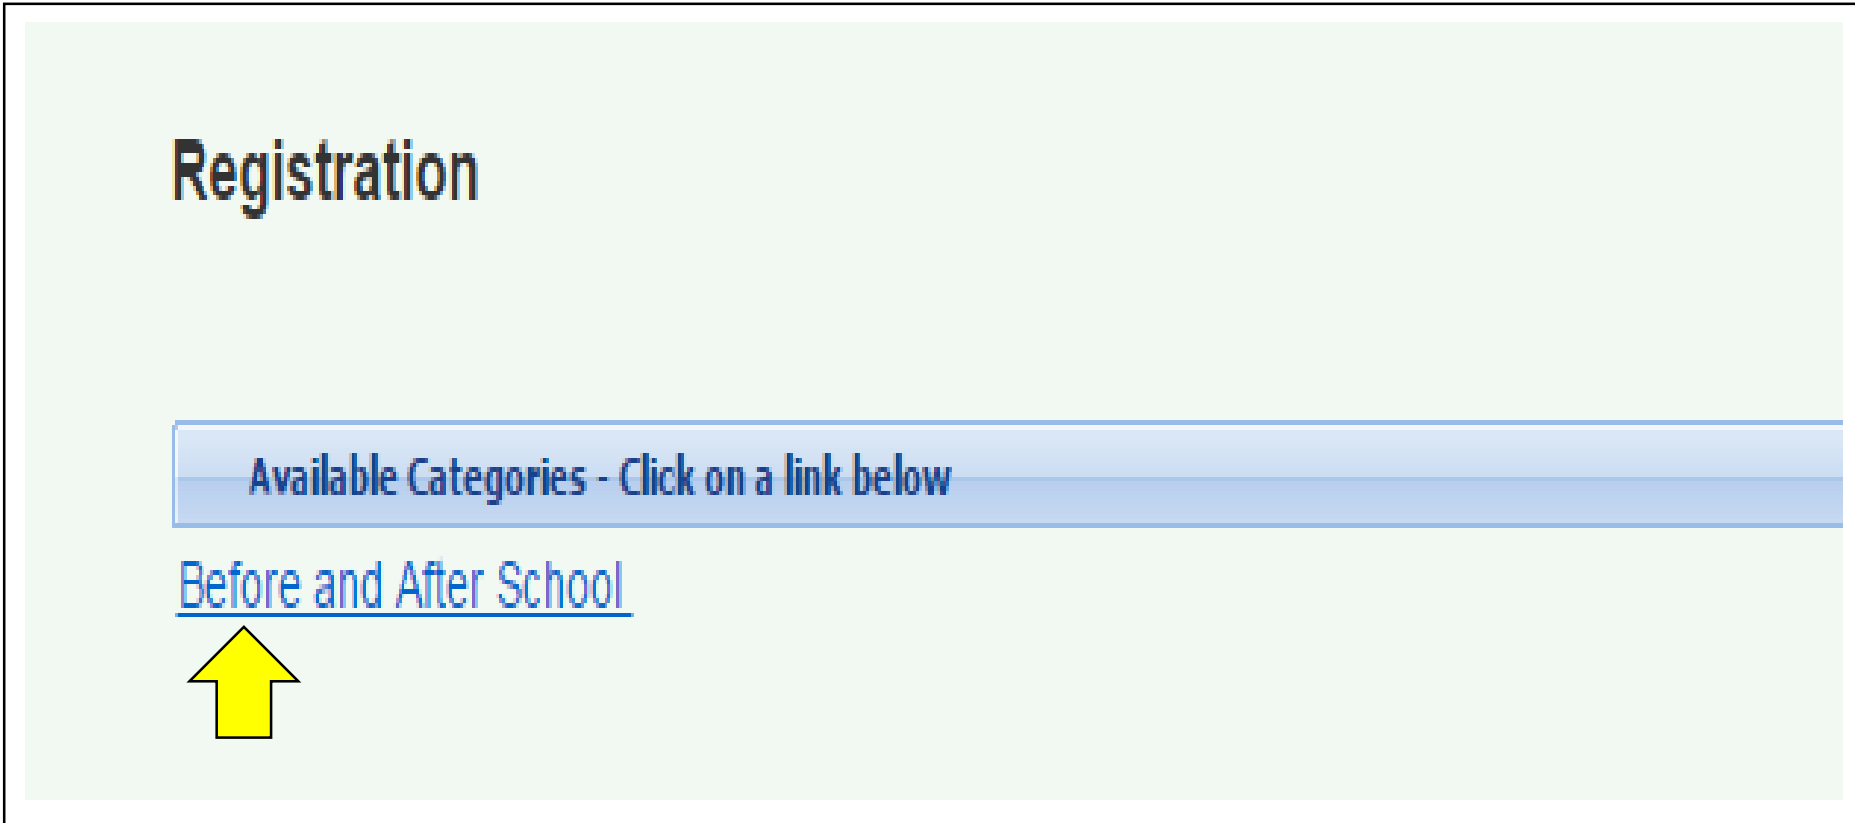 Registration
Available Categories - Click on a link below
Before and After School